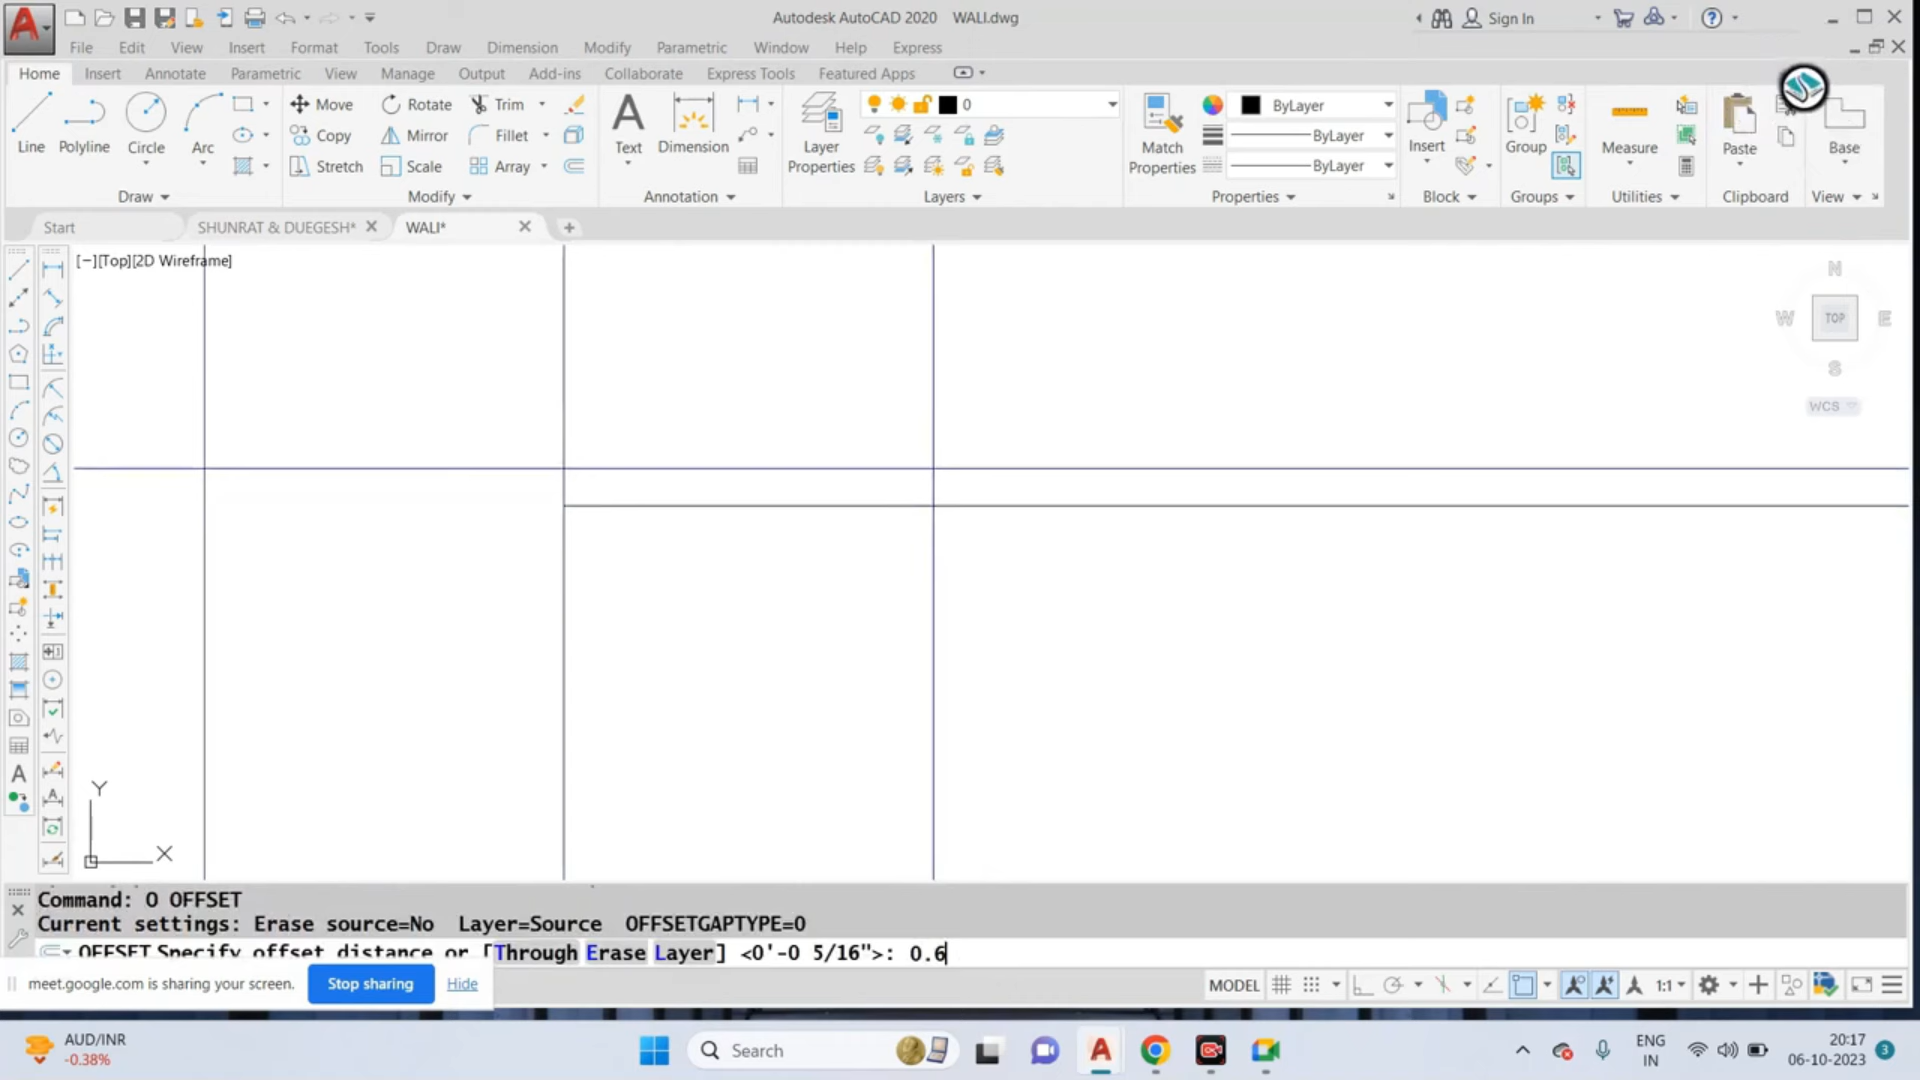 Autodesk AutoCAD 2020 WALI.dwg
Sign In
File Edit View Insert Format Tools Draw Dimension Modify Parametric Window Help Express
Home Insert Annotate Parametric View Manage Output Add-ins Collaborate Express Tools Featured Apps
Line Polyline Circle Arc
Move Rotate Trim
Copy Mirror Fillet
Stretch Scale Array
Text Dimension
Layer Properties
0
Match Properties
ByLayer
ByLayer
ByLayer
Insert
Group
Measure
Paste
Base
Draw Modify Annotation Layers Properties Block Groups Utilities Clipboard View
Start SHUNRAT & DUEGESH* WALI*
[−][Top][2D Wireframe]
N
W TOP E
S
WCS
Y
X
Command: O OFFSET
Current settings: Erase source=No Layer=Source OFFSETGAPTYPE=0
OFFSET Specify offset distance or [Through Erase Layer] <0'-0 5/16">: 0.6
meet.google.com is sharing your screen. Stop sharing Hide
MODEL 1:1
AUD/INR
-0.38%
Search
ENG
IN
20:17
06-10-2023
3